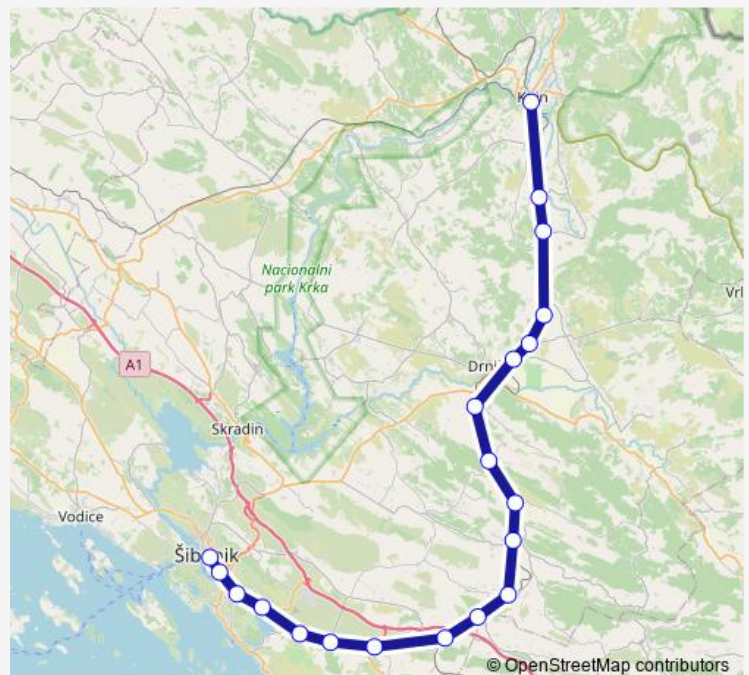 Nacionalni
park Krka
Vrl
A1
Skradin
Vodice
Šibenik
© OpenStreetMap contributors